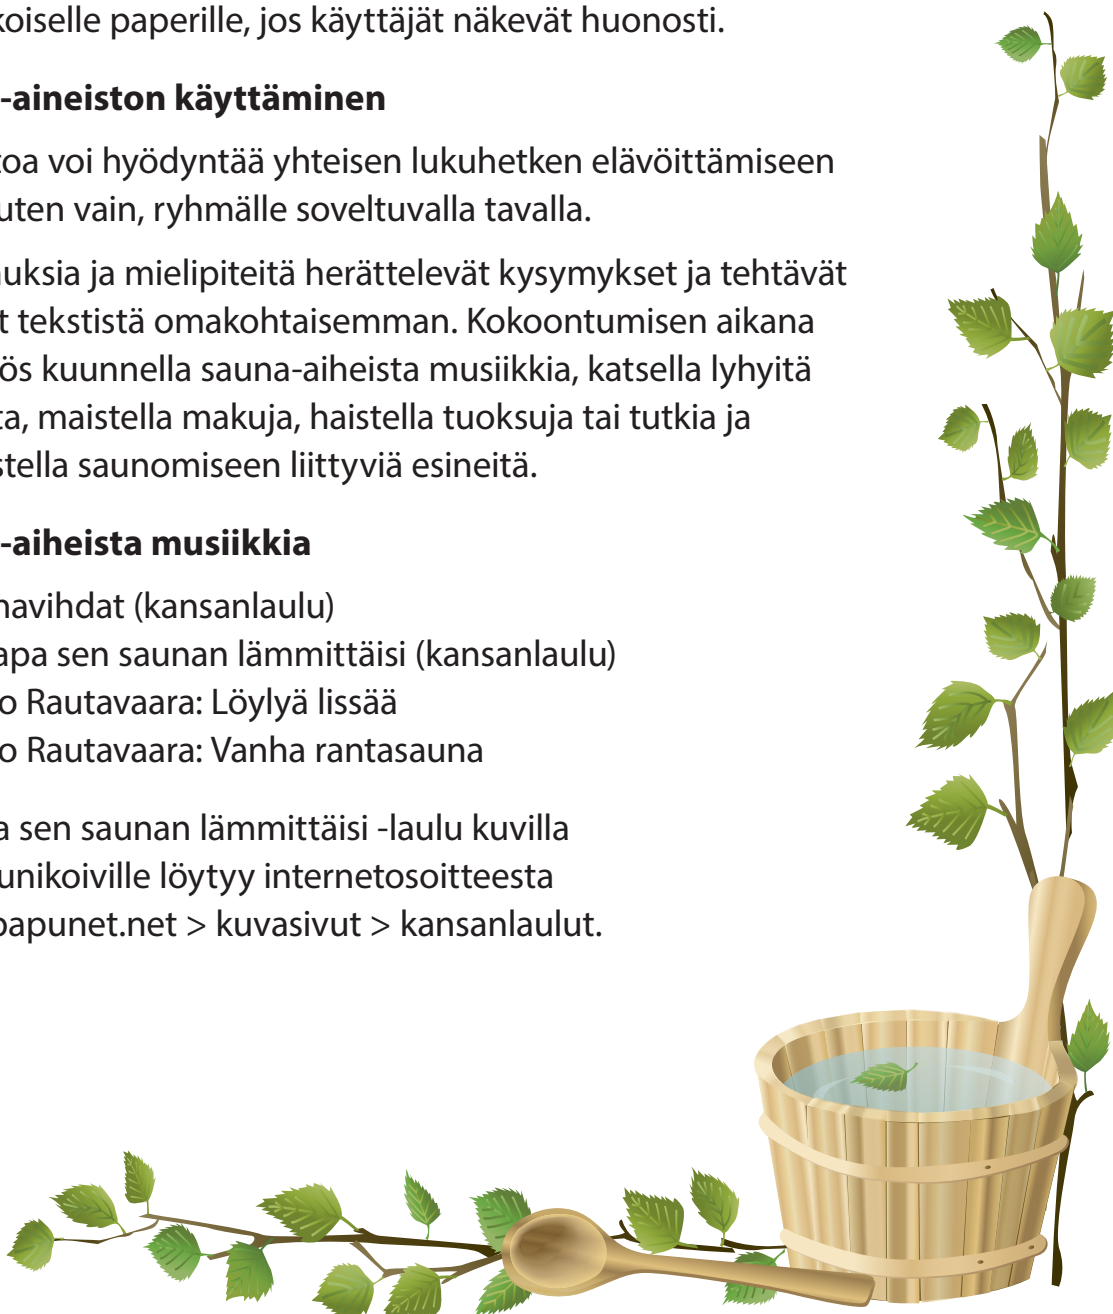 koiselle paperille, jos käyttäjät näkevät huonosti.
-aineiston käyttäminen
toa voi hyödyntää yhteisen lukuhetken elävöittämiseen
uten vain, ryhmälle soveltuvalla tavalla.
uksia ja mielipiteitä herättelevät kysymykset ja tehtävät
t tekstistä omakohtaisemman. Kokoontumisen aikana
ös kuunnella sauna-aiheista musiikkia, katsella lyhyitä
ta, maistella makuja, haistella tuoksuja tai tutkia ja
stella saunomiseen liittyviä esineitä.
-aiheista musiikkia
navihdat (kansanlaulu)
apa sen saunan lämmittäisi (kansanlaulu)
o Rautavaara: Löylyä lissää
o Rautavaara: Vanha rantasauna
a sen saunan lämmittäisi -laulu kuvilla
unikoiville löytyy internetosoitteesta
papunet.net > kuvasivut > kansanlaulut.